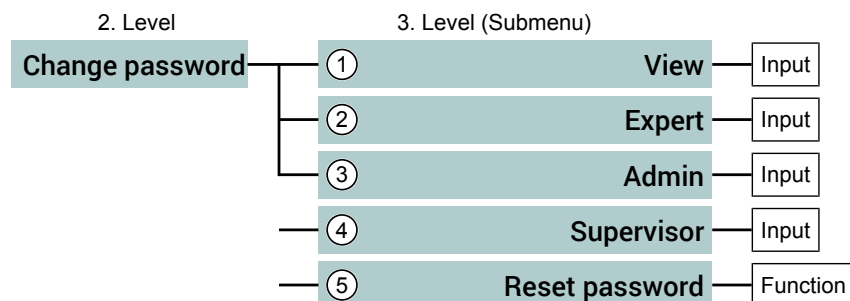 2. Level 3. Level (Submenu)
Change password 1 View Input
2 Expert Input
3 Admin Input
4 Supervisor Input
5 Reset password Function